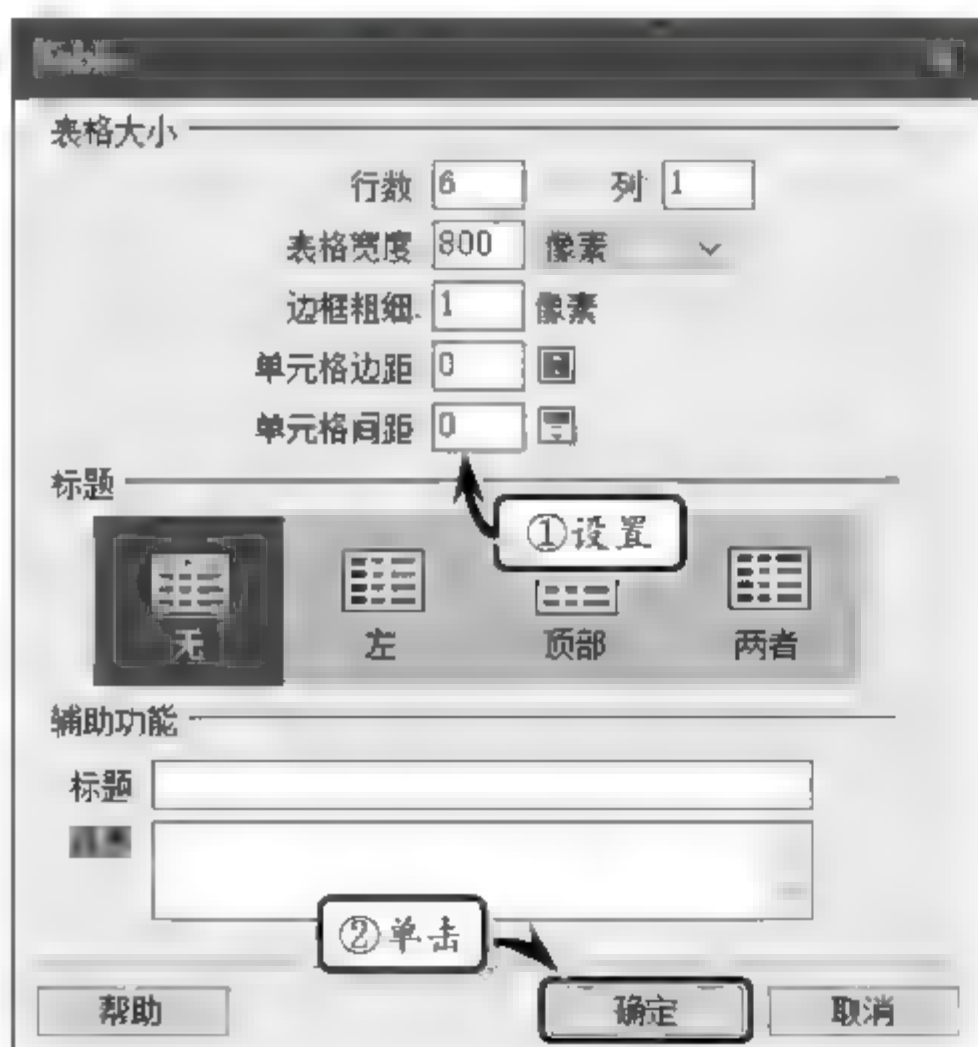 表格大小
行数 6 列 1
表格宽度 800 像素
边框粗细 1 像素
单元格边距 0
单元格间距 0
标题
①设置
无 左 顶部 两者
辅助功能
标题
②单击
帮助 确定 取消